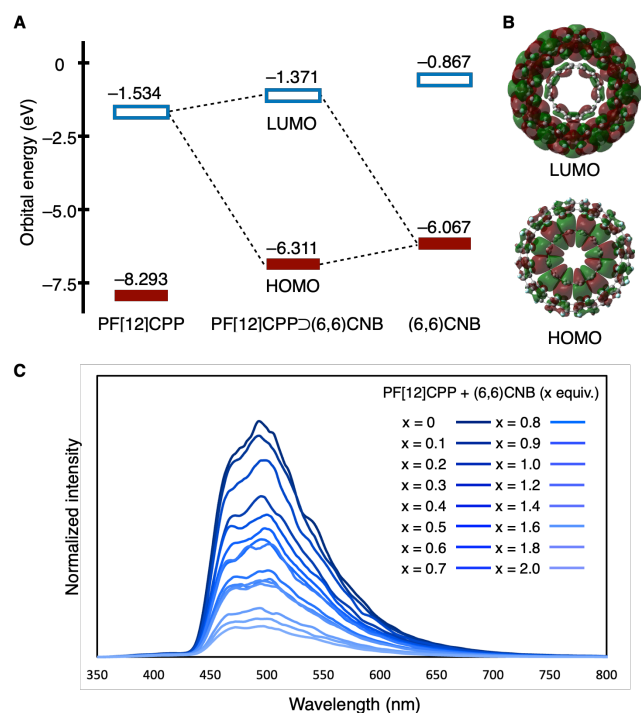 A
B
0
−2.5
−5.0
−7.5
Orbital energy (eV)
−1.534
−1.371
−0.867
LUMO
−8.293
−6.311
−6.067
HOMO
PF[12]CPP
PF[12]CPP⊃(6,6)CNB
(6,6)CNB
LUMO
HOMO
C
PF[12]CPP + (6,6)CNB (x equiv.)
x = 0 x = 0.8
x = 0.1 x = 0.9
x = 0.2 x = 1.0
x = 0.3 x = 1.2
x = 0.4 x = 1.4
x = 0.5 x = 1.6
x = 0.6 x = 1.8
x = 0.7 x = 2.0
Normalized intensity
350 400 450 500 550 600 650 700 750 800
Wavelength (nm)